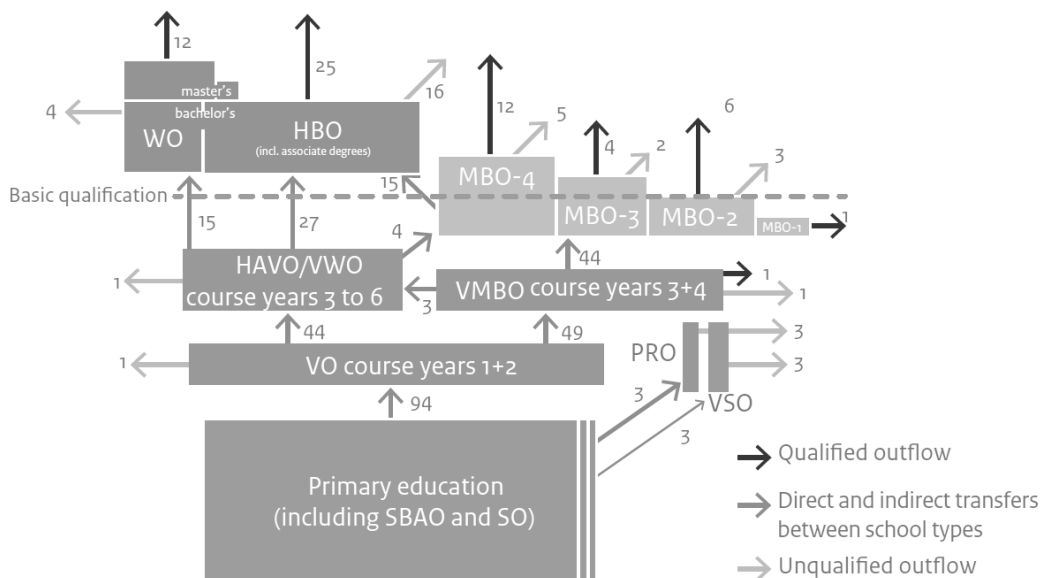 12
25
16
12
5
4
2
6
3
4
master's
bachelor's
WO
HBO
(incl. associate degrees)
MBO-4
MBO-3
MBO-2
MBO-1
1
Basic qualification
15
15
27
4
44
HAVO/VWO
course years 3 to 6
1
3
VMBO course years 3+4
1
1
44
49
VO course years 1+2
1
PRO
VSO
3
3
94
3
3
Primary education
(including SBAO and SO)
Qualified outflow
Direct and indirect transfers
between school types
Unqualified outflow